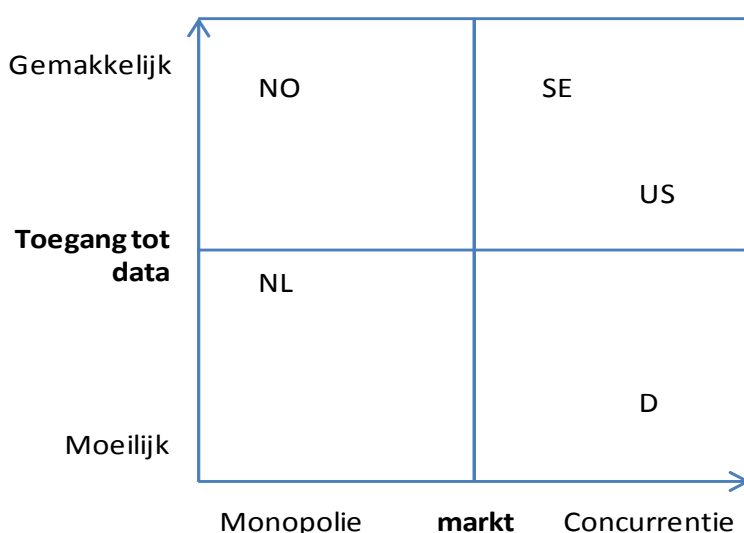 Gemakkelijk
NO
SE
US
Toegang tot
data
NL
D
Moeilijk
Monopolie
markt
Concurrentie